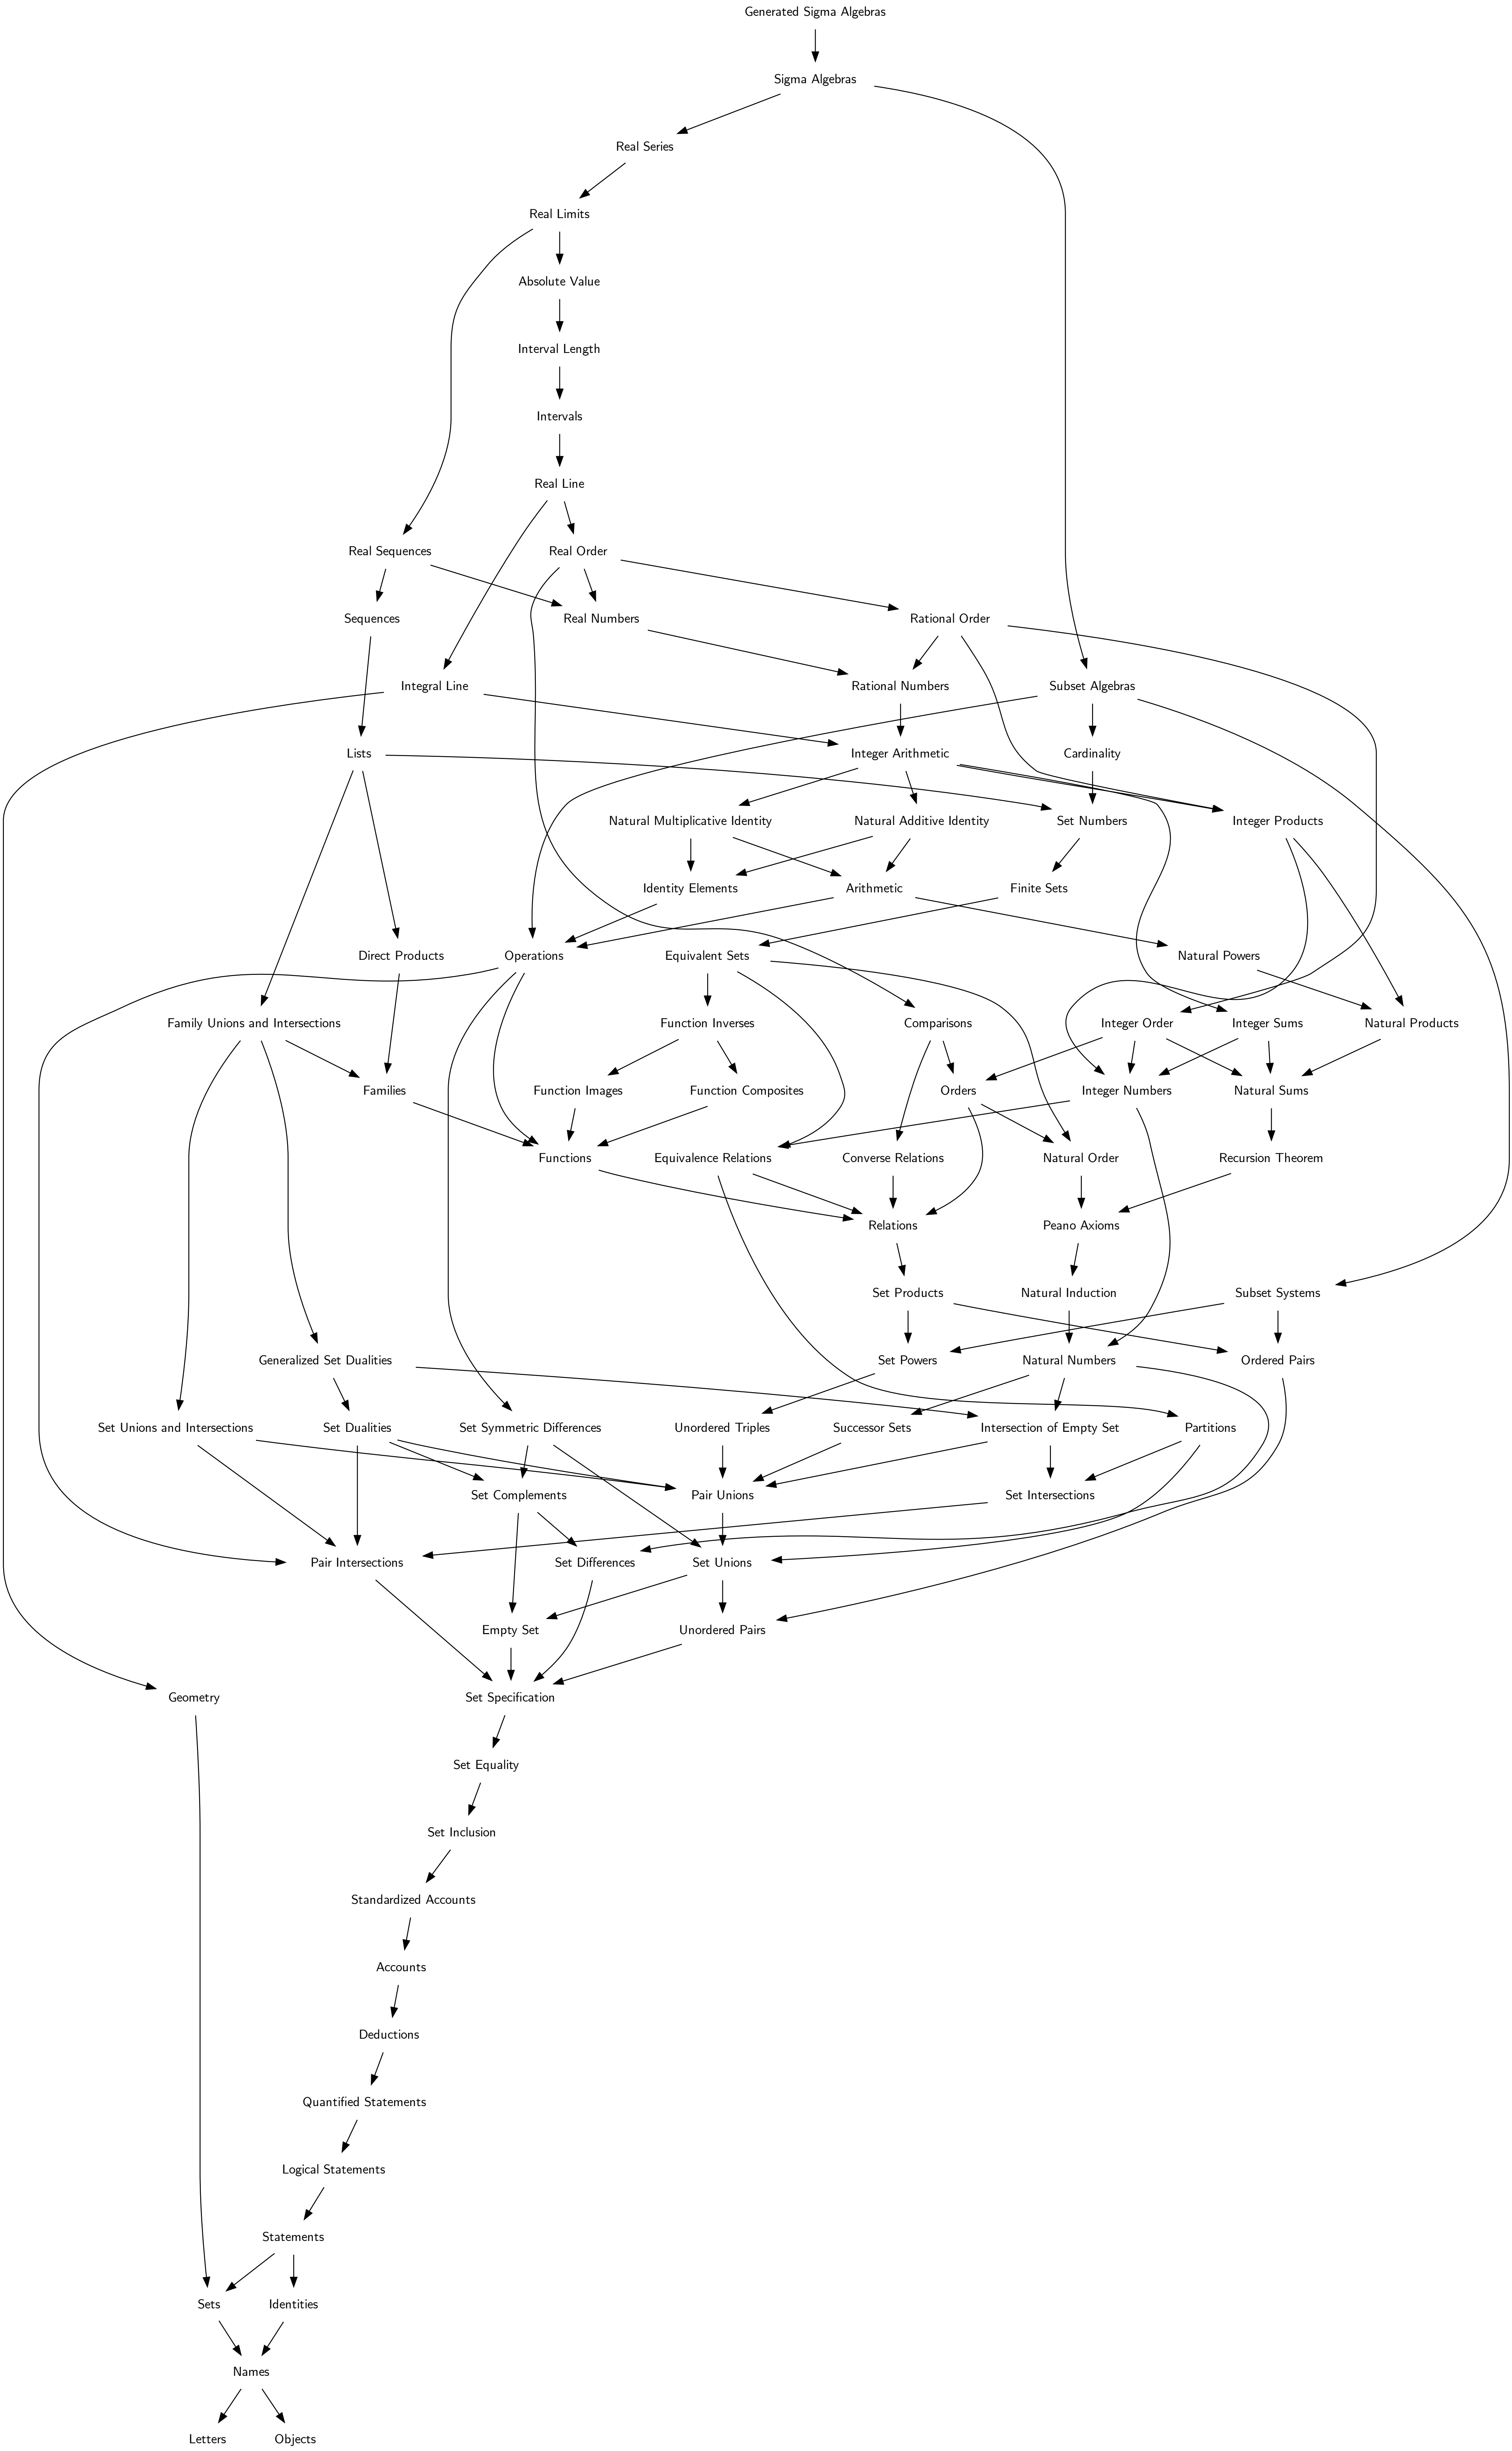 Generated Sigma Algebras
Sigma Algebras
Real Series
Real Limits
Absolute Value
Interval Length
Intervals
Real Line
Real Sequences
Real Order
Sequences
Real Numbers
Rational Order
Integral Line
Rational Numbers
Subset Algebras
Lists
Integer Arithmetic
Cardinality
Natural Multiplicative Identity
Natural Additive Identity
Set Numbers
Integer Products
Identity Elements
Arithmetic
Finite Sets
Direct Products
Operations
Equivalent Sets
Natural Powers
Family Unions and Intersections
Function Inverses
Comparisons
Integer Order
Integer Sums
Natural Products
Families
Function Images
Function Composites
Orders
Integer Numbers
Natural Sums
Functions
Equivalence Relations
Converse Relations
Natural Order
Recursion Theorem
Relations
Peano Axioms
Set Products
Natural Induction
Subset Systems
Generalized Set Dualities
Set Powers
Natural Numbers
Ordered Pairs
Set Unions and Intersections
Set Dualities
Set Symmetric Differences
Unordered Triples
Successor Sets
Intersection of Empty Set
Partitions
Set Complements
Pair Unions
Set Intersections
Pair Intersections
Set Differences
Set Unions
Empty Set
Unordered Pairs
Geometry
Set Specification
Set Equality
Set Inclusion
Standardized Accounts
Accounts
Deductions
Quantified Statements
Logical Statements
Statements
Sets
Identities
Names
Letters
Objects